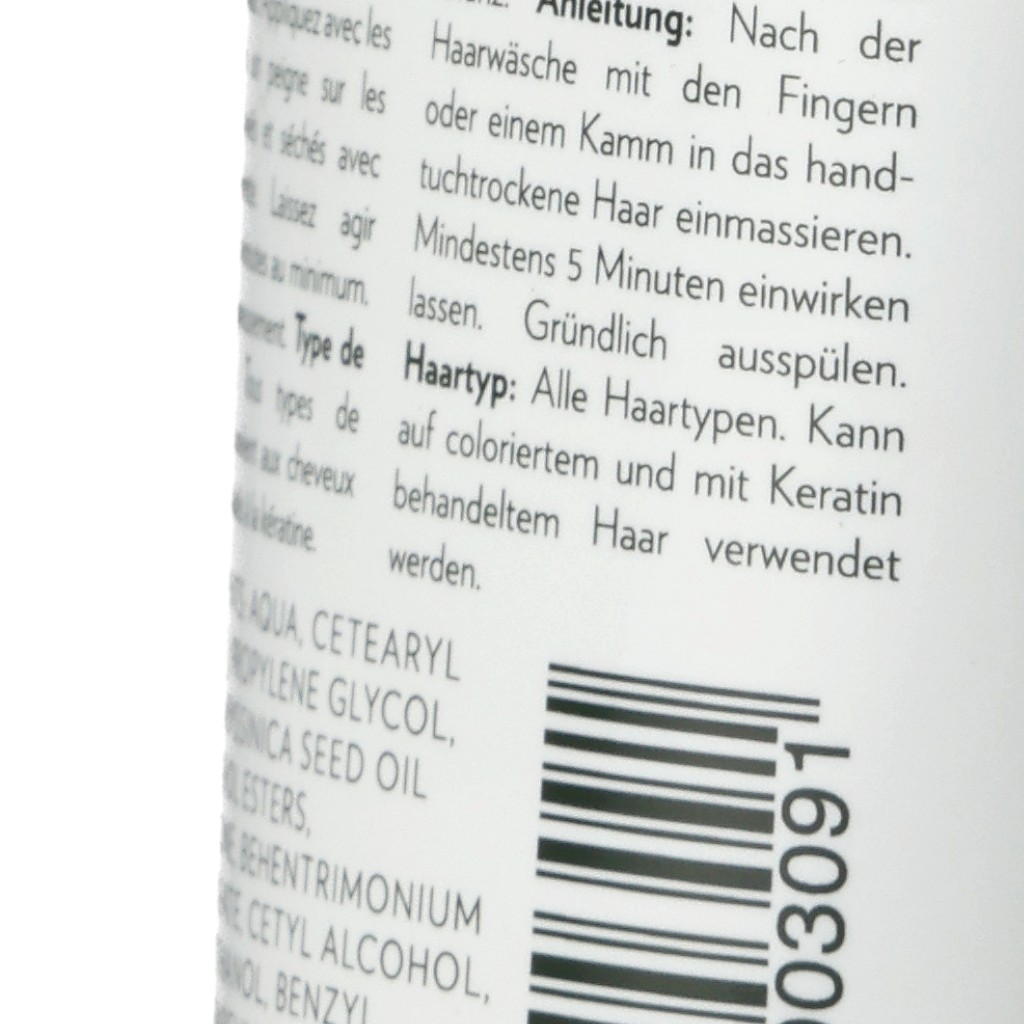 avec les
peigne sur les
et séchés avec
Laissez agir
au minimum.
Type de
types de
aux cheveux
kératine.
Anleitung: Nach der
Haarwäsche mit den Fingern
oder einem Kamm in das hand-
tuchtrockene Haar einmassieren.
Mindestens 5 Minuten einwirken
lassen. Gründlich ausspülen.
Haartyp: Alle Haartypen. Kann
auf coloriertem und mit Keratin
behandeltem Haar verwendet
werden.
AQUA, CETEARYL
GLYCOL,
SEED OIL
ESTERS,
BEHENTRIMONIUM
CETYL ALCOHOL,
BENZYL
03091